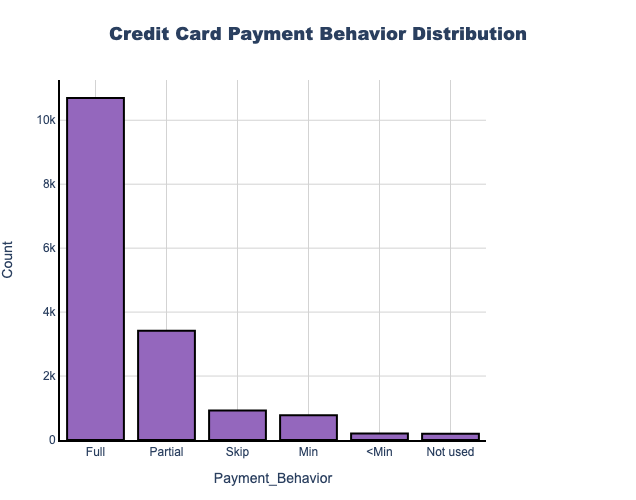 Credit Card Payment Behavior Distribution
10k
8k
6k
4k
2k
0
Count
Full Partial Skip Min <Min Not used
Payment_Behavior